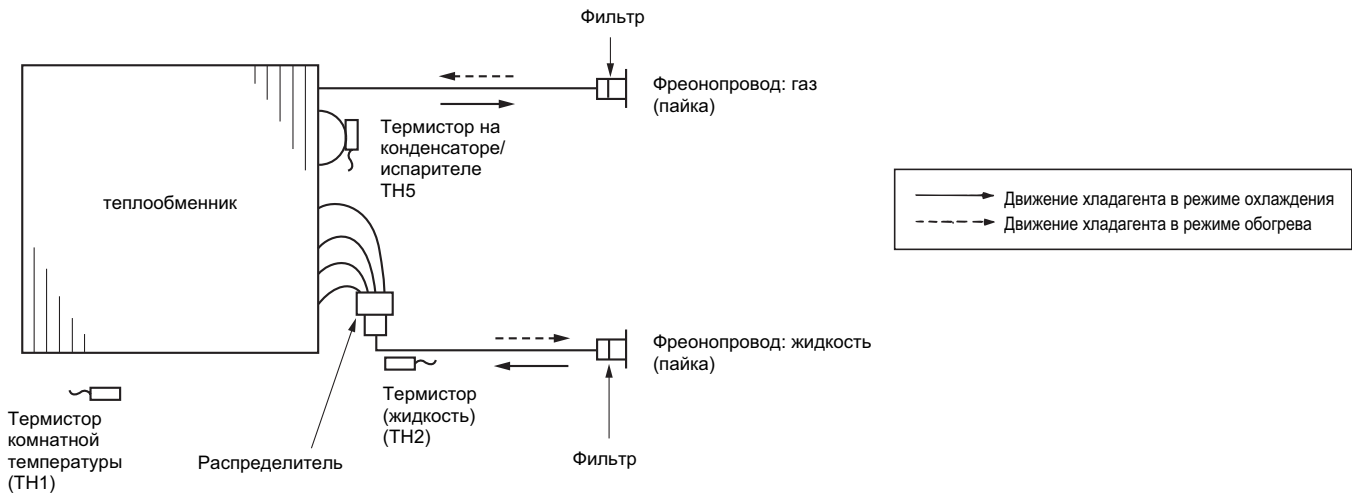 Фильтр
Фреонопровод: газ
(пайка)
Термистор на
конденсаторе/
испарителе
TH5
теплообменник
Движение хладагента в режиме охлаждения
Движение хладагента в режиме обогрева
Фреонопровод: жидкость
(пайка)
Термистор
(жидкость)
(TH2)
Термистор
комнатной
температуры
(TH1)
Распределитель
Фильтр